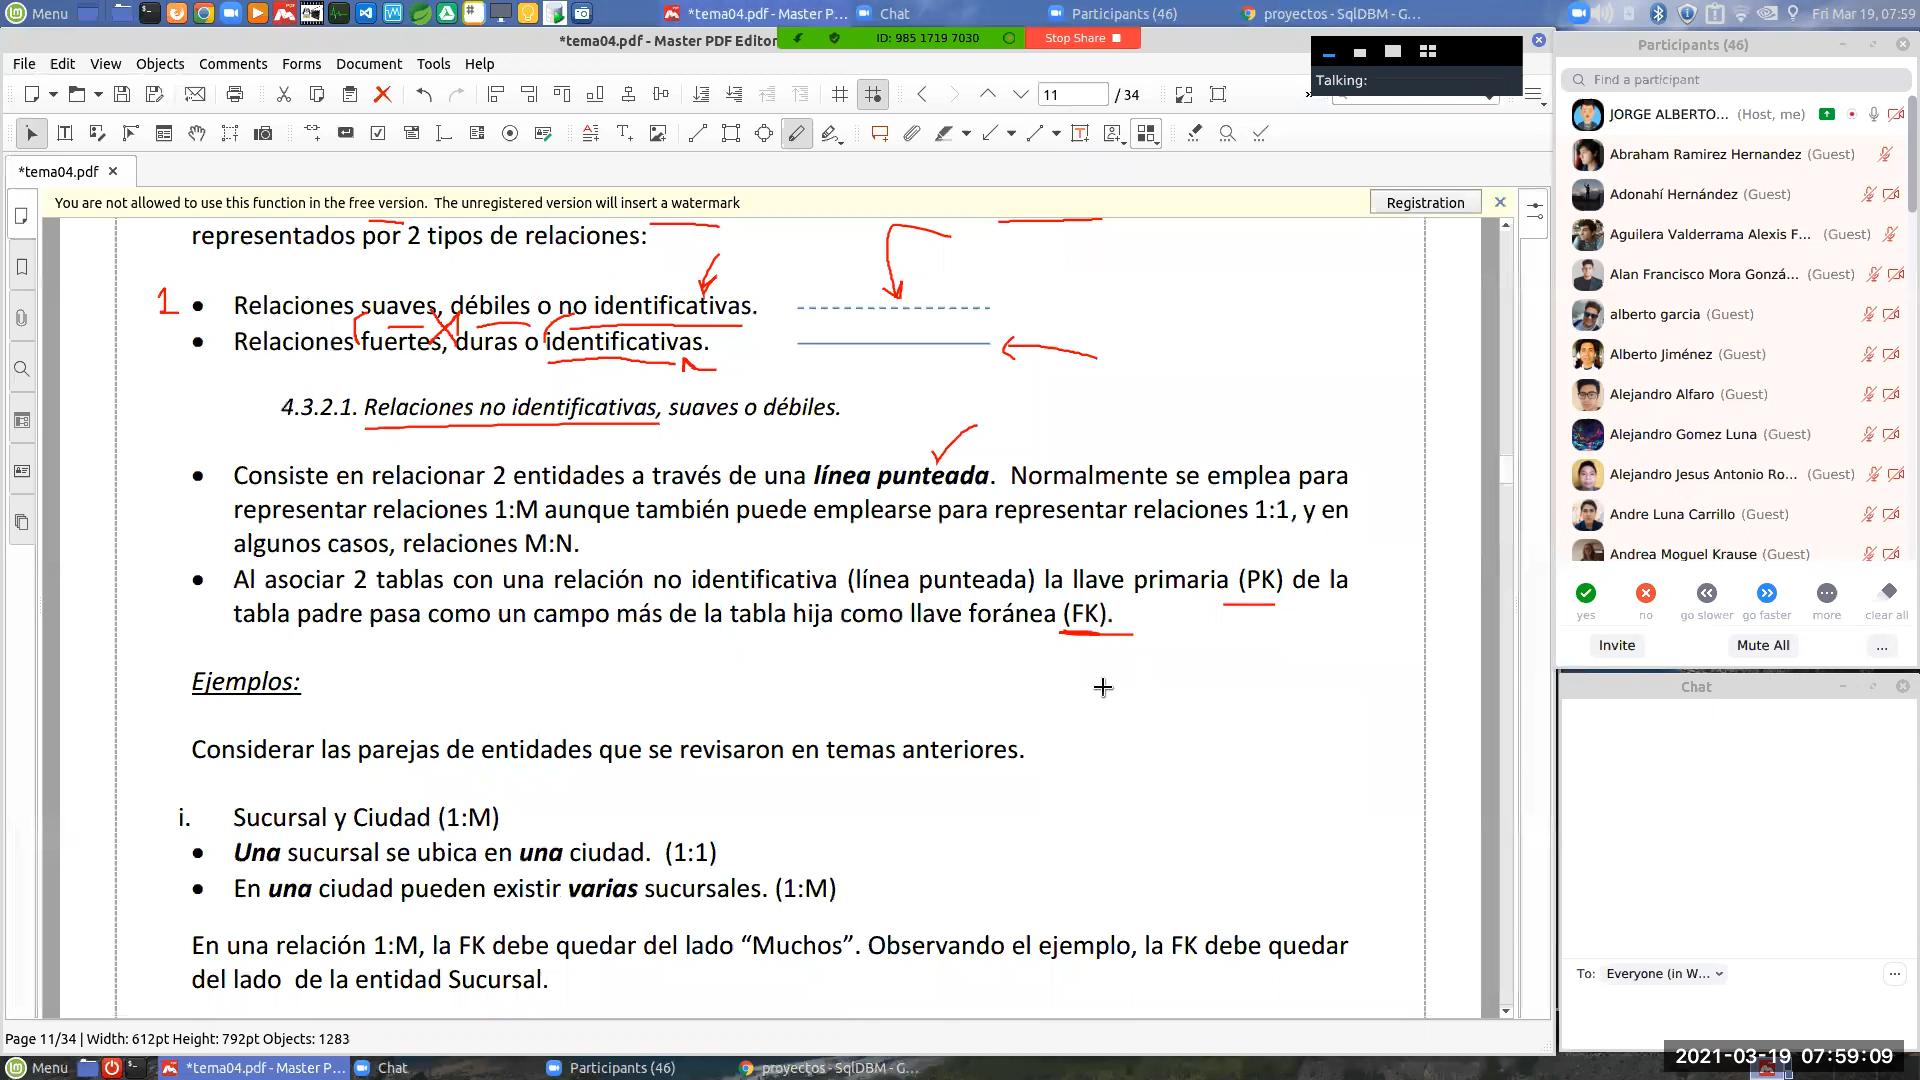 Menu
*tema04.pdf - Master P...
Chat
Participants (46)
proyectos - SqlDBM - G...
Fri Mar 19, 07:59
*tema04.pdf - Master PDF Editor
ID: 985 1719 7030
Stop Share
Participants (46)
File Edit View Objects Comments Forms Document Tools Help
Talking:
Find a participant
11 / 34
JORGE ALBERTO... (Host, me)
Abraham Ramirez Hernandez (Guest)
*tema04.pdf
Adonahí Hernández (Guest)
You are not allowed to use this function in the free version. The unregistered version will insert a watermark
Registration
Aguilera Valderrama Alexis F... (Guest)
representados por 2 tipos de relaciones:
Alan Francisco Mora Gonzá... (Guest)
1
• Relaciones suaves, débiles o no identificativas.
alberto garcia (Guest)
• Relaciones fuertes, duras o identificativas.
Alberto Jiménez (Guest)
Alejandro Alfaro (Guest)
4.3.2.1. Relaciones no identificativas, suaves o débiles.
Alejandro Gomez Luna (Guest)
• Consiste en relacionar 2 entidades a través de una línea punteada. Normalmente se emplea para
Alejandro Jesus Antonio Ro... (Guest)
representar relaciones 1:M aunque también puede emplearse para representar relaciones 1:1, y en
Andre Luna Carrillo (Guest)
algunos casos, relaciones M:N.
Andrea Moguel Krause (Guest)
• Al asociar 2 tablas con una relación no identificativa (línea punteada) la llave primaria (PK) de la
tabla padre pasa como un campo más de la tabla hija como llave foránea (FK).
yes no go slower go faster more clear all
Invite Mute All ...
Ejemplos:
Chat
Considerar las parejas de entidades que se revisaron en temas anteriores.
i. Sucursal y Ciudad (1:M)
• Una sucursal se ubica en una ciudad. (1:1)
• En una ciudad pueden existir varias sucursales. (1:M)
En una relación 1:M, la FK debe quedar del lado “Muchos”. Observando el ejemplo, la FK debe quedar
del lado de la entidad Sucursal.
To: Everyone (in W...
Page 11/34 | Width: 612pt Height: 792pt Objects: 1283
2021-03-19 07:59:09
Menu
*tema04.pdf - Master P...
Chat
Participants (46)
proyectos - SqlDBM - G...